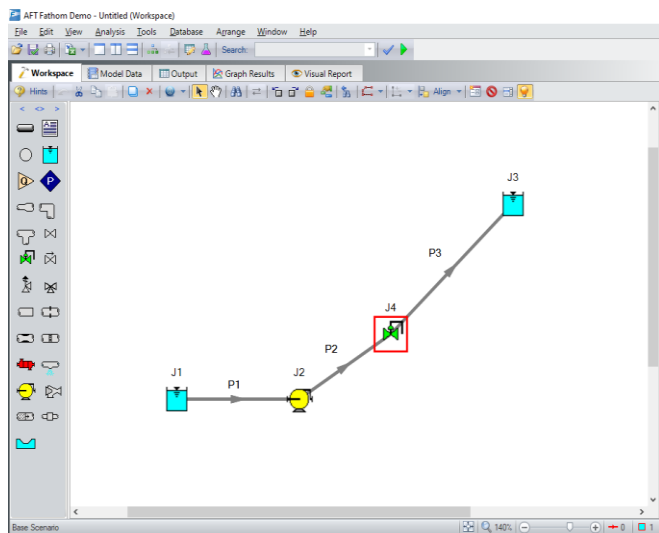 AFT Fathom Demo - Untitled (Workspace)
File Edit View Analysis Tools Database Arrange Window Help
Search:
Workspace Model Data Output Graph Results Visual Report
Hints Align
J3
P3
J4
P2
J1 P1 J2
Q P
Base Scenario 140% 0 1